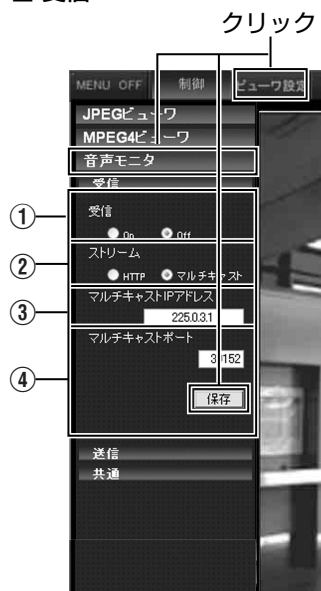 クリック
MENU OFF 制御 ビューワ設定
JPEGビューワ
MPEG4ビューワ
音声モニタ
受信
① 受信
On Off
② ストリーム
HTTP マルチキャスト
③ マルチキャストIPアドレス
225.0.3.1
④ マルチキャストポート
保存
送信
共通